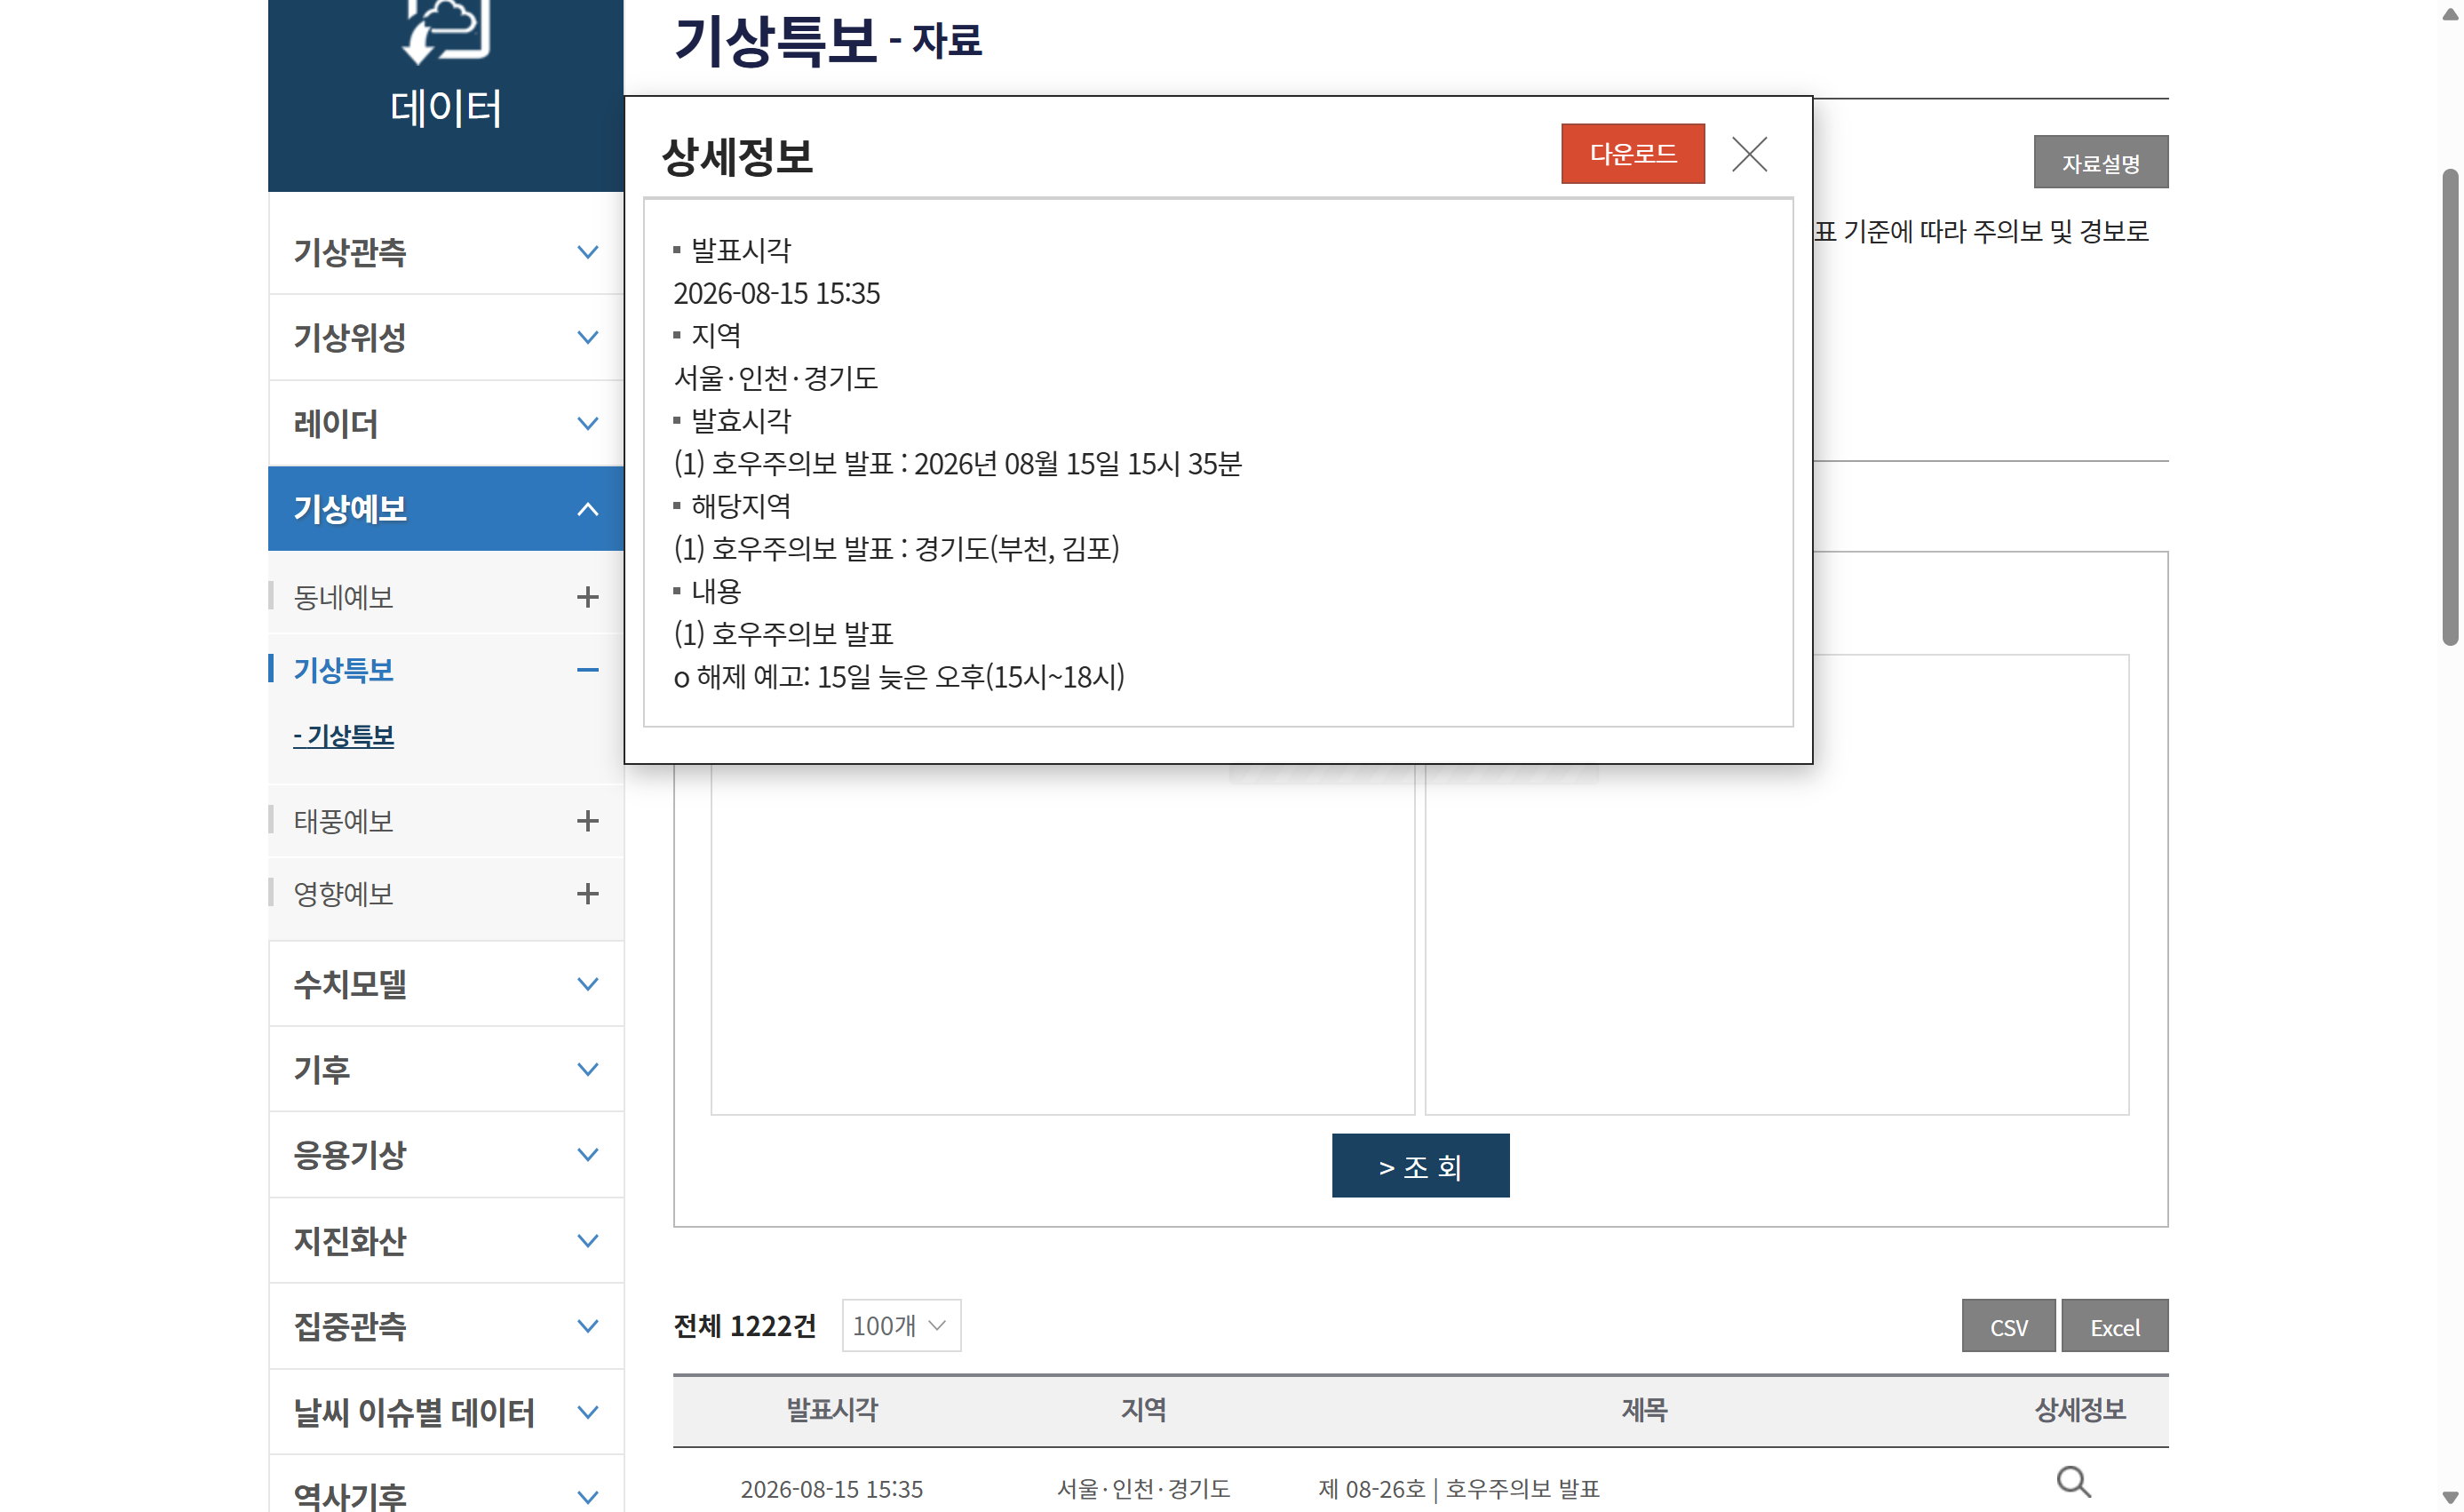 데이터
기상특보 - 자료
상세정보
다운로드
자료설명
표 기준에 따라 주의보 및 경보로
발표시각
2026-08-15 15:35
지역
서울·인천·경기도
발효시각
(1) 호우주의보 발표 : 2026년 08월 15일 15시 35분
해당지역
(1) 호우주의보 발표 : 경기도(부천, 김포)
내용
(1) 호우주의보 발표
o 해제 예고: 15일 늦은 오후(15시~18시)
기상관측
기상위성
레이더
기상예보
동네예보
기상특보
- 기상특보
태풍예보
영향예보
수치모델
기후
응용기상
지진화산
집중관측
날씨 이슈별 데이터
역사기후
> 조 회
전체 1222건
100개
CSV
Excel
발표시각 지역 제목 상세정보
2026-08-15 15:35 서울·인천·경기도 제 08-26호 | 호우주의보 발표